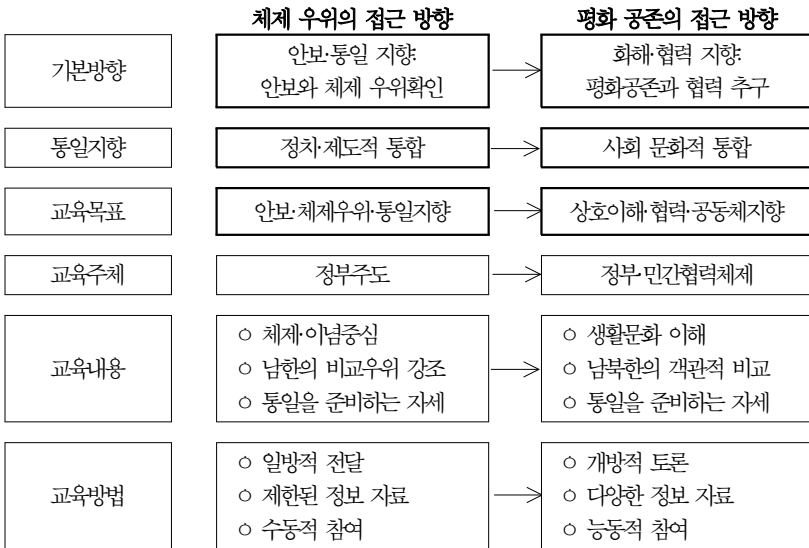 체제 우위의 접근 방향
평화 공존의 접근 방향
기본방향
안보·통일 지향:
안보와 체제 우위확인
화해·협력 지향:
평화공존과 협력 추구
통일지향
정치·제도적 통합
사회 문화적 통합
교육목표
안보·체제우위·통일지향
상호이해·협력·공동체지향
교육주체
정부주도
정부·민간협력체제
교육내용
○ 체제·이념중심
○ 남한의 비교우위 강조
○ 통일을 준비하는 자세
○ 생활문화 이해
○ 남북한의 객관적 비교
○ 통일을 준비하는 자세
교육방법
○ 일방적 전달
○ 제한된 정보 자료
○ 수동적 참여
○ 개방적 토론
○ 다양한 정보 자료
○ 능동적 참여